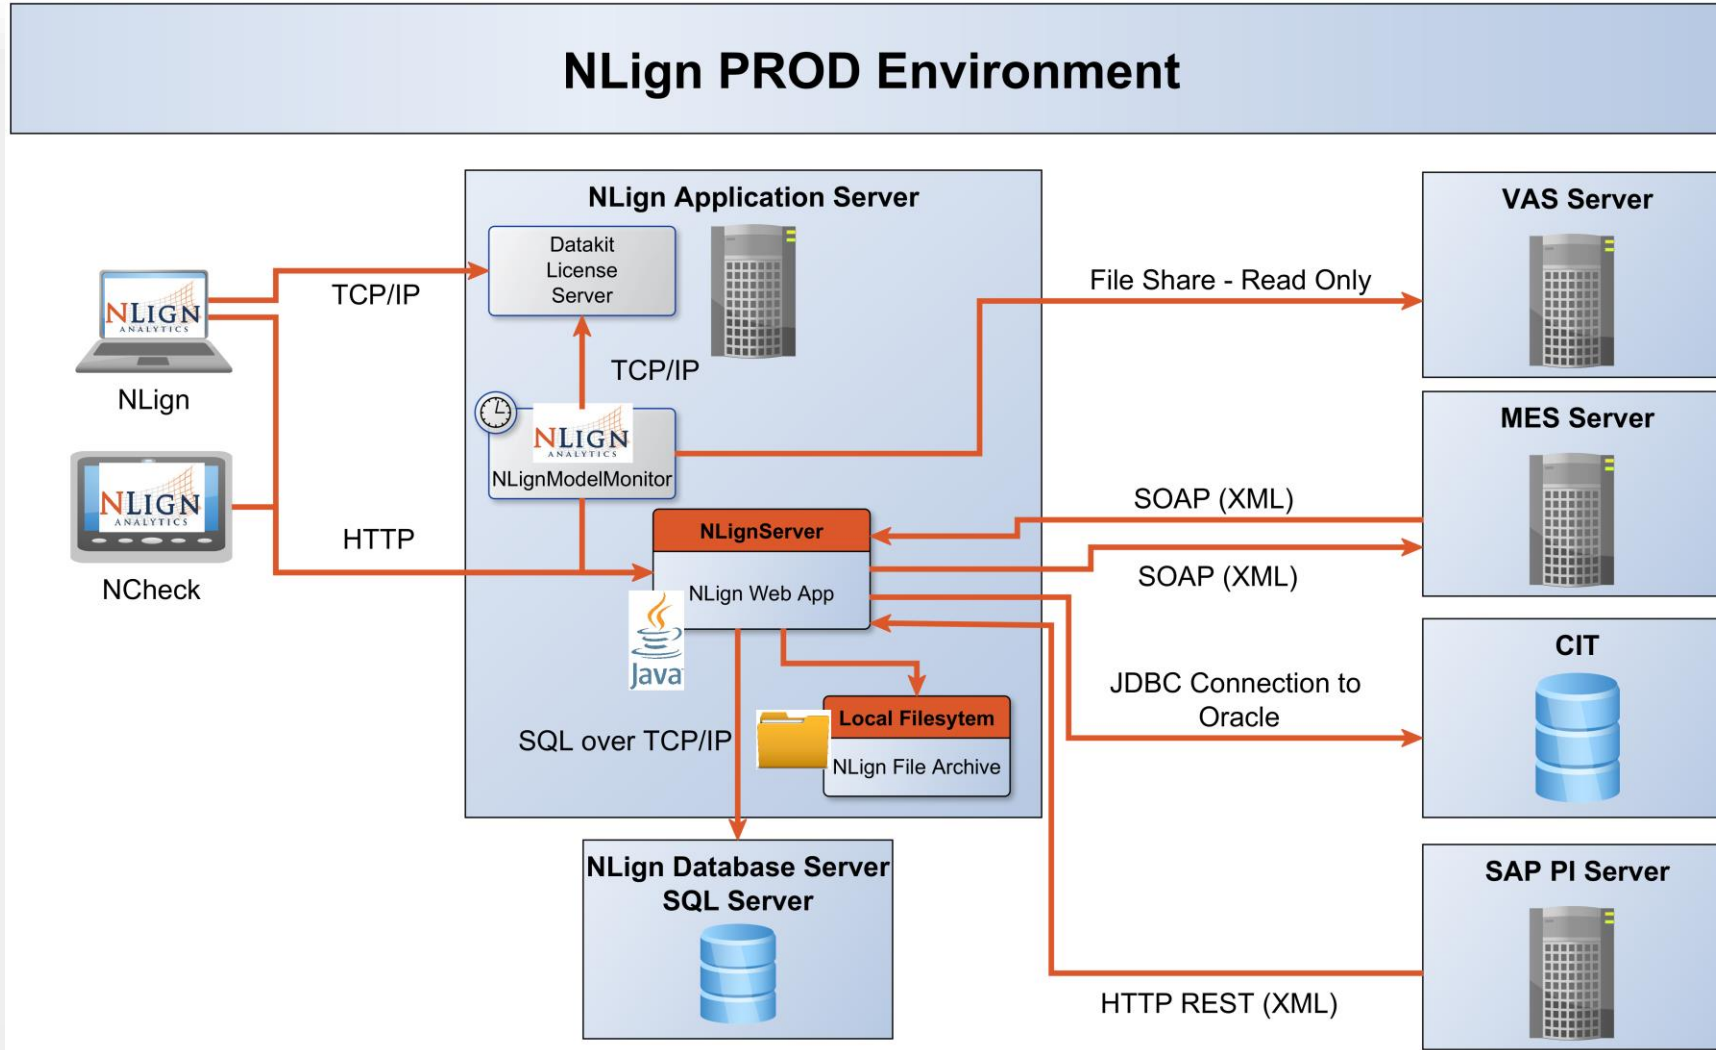 NLign PROD Environment
NLign Application Server
Datakit
License
Server
TCP/IP
NLIGN
ANALYTICS
NLign
TCP/IP
NLIGN
ANALYTICS
NLignModelMonitor
NLIGN
ANALYTICS
NCheck
HTTP
NLignServer
NLign Web App
Java
SQL over TCP/IP
Local Filesytem
NLign File Archive
NLign Database Server
SQL Server
File Share - Read Only
VAS Server
SOAP (XML)
SOAP (XML)
MES Server
JDBC Connection to
Oracle
CIT
HTTP REST (XML)
SAP PI Server